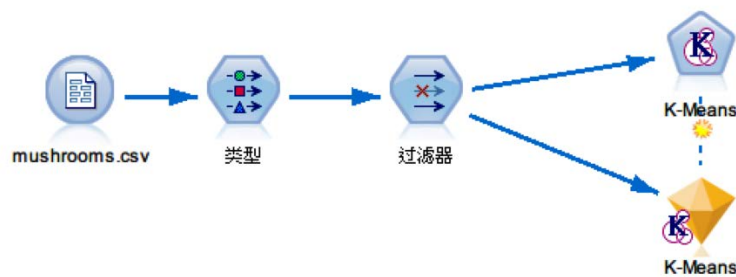 K
K-Means
mushrooms.csv
类型
过滤器
K
K-Means